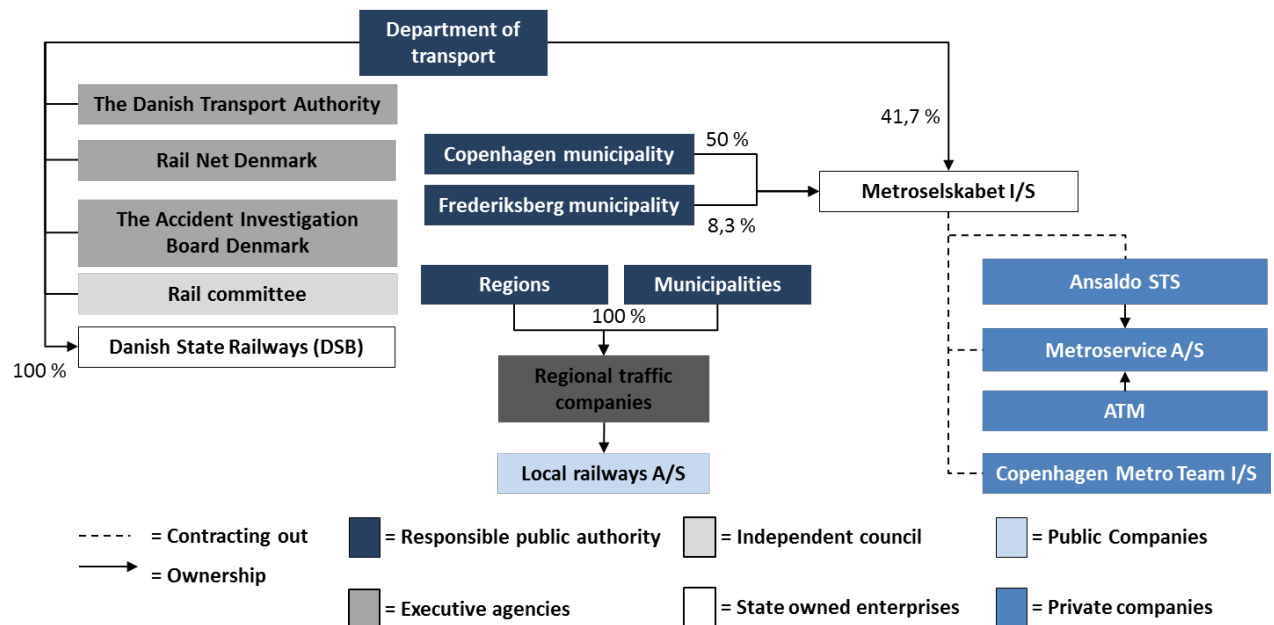 Department of
transport
The Danish Transport Authority
41,7 %
50 %
Copenhagen municipality
Rail Net Denmark
Metroselskabet I/S
Frederiksberg municipality
8,3 %
The Accident Investigation
Board Denmark
Regions
Municipalities
Ansaldo STS
Rail committee
100 %
Danish State Railways (DSB)
Metroservice A/S
100 %
Regional traffic
companies
ATM
Local railways A/S
Copenhagen Metro Team I/S
= Contracting out
= Responsible public authority
= Independent council
= Public Companies
= Ownership
= Executive agencies
= State owned enterprises
= Private companies